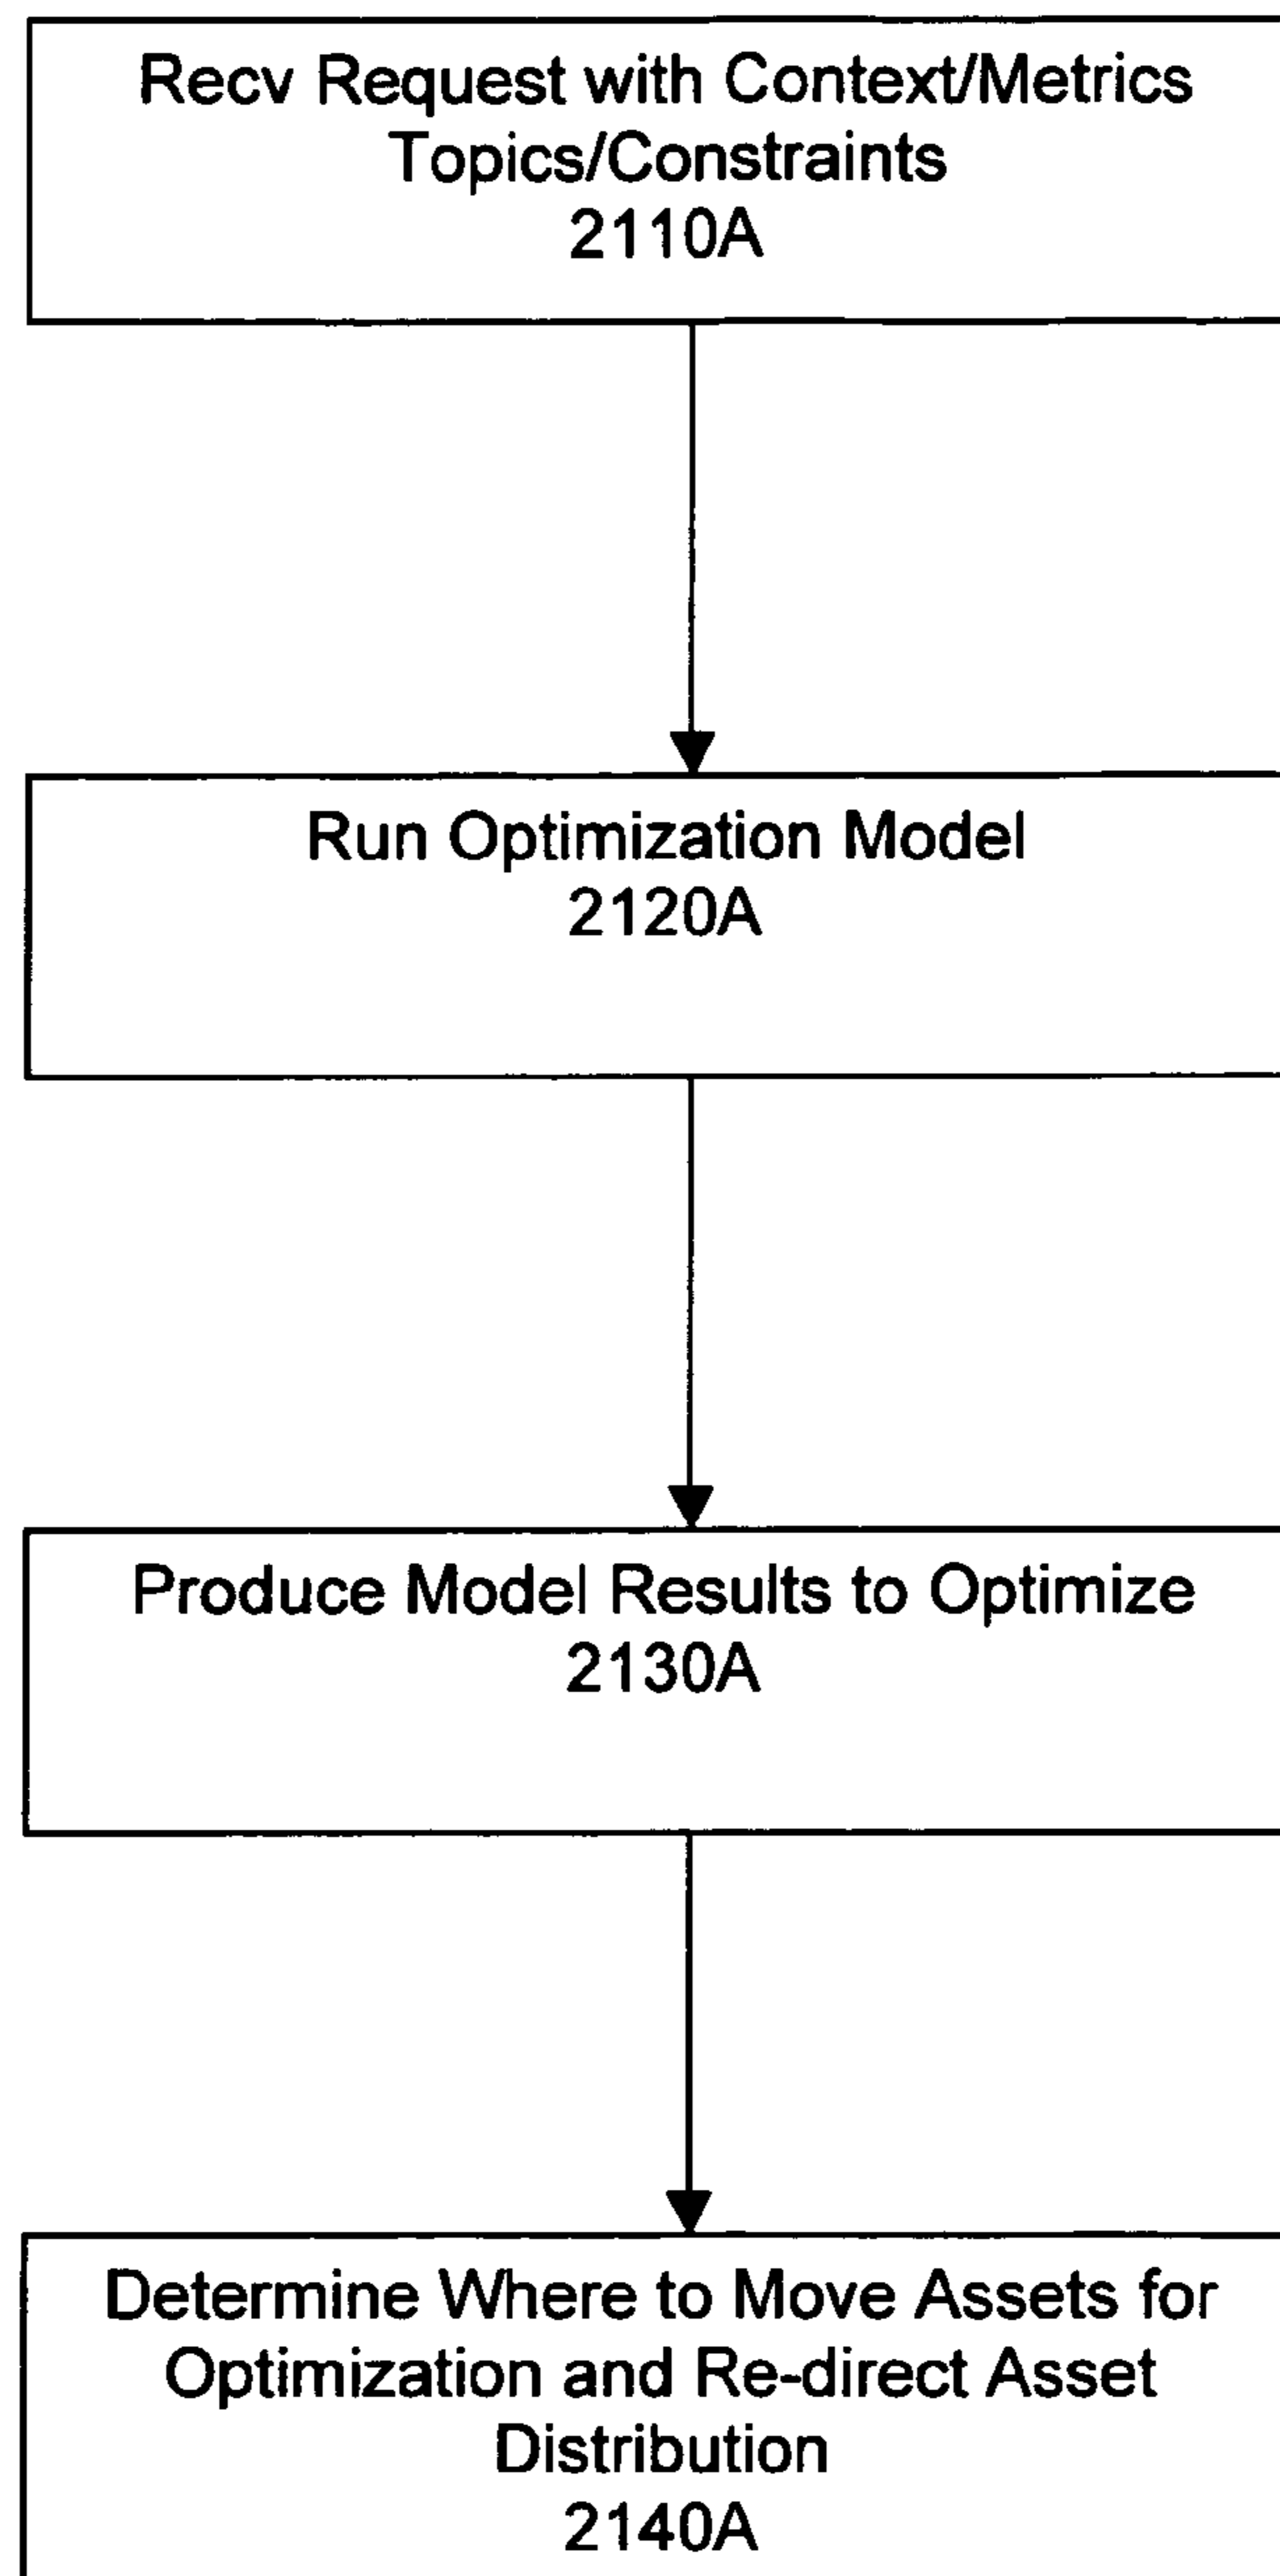 Recv Request with Context/Metrics
Topics/Constraints
2110A
Run Optimization Model
2120A
Produce Model Results to Optimize
2130A
Determine Where to Move Assets for
Optimization and Re-direct Asset
Distribution
2140A